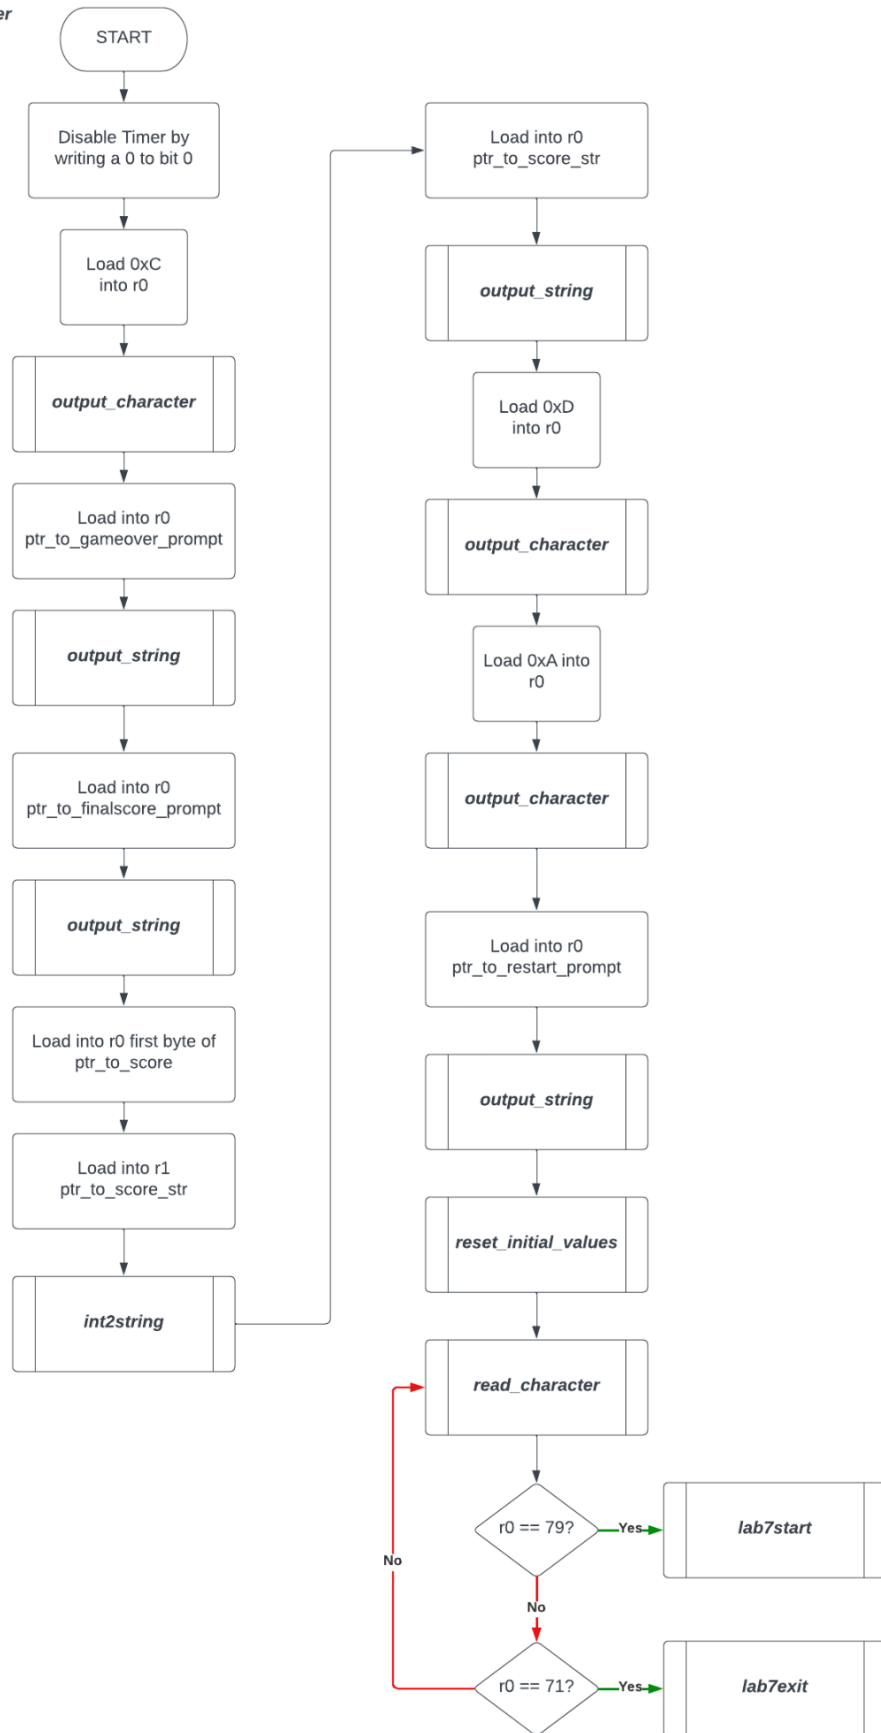 er
START
Disable Timer by
writing a 0 to bit 0
Load 0xC
into r0
output_character
Load into r0
ptr_to_gameover_prompt
output_string
Load into r0
ptr_to_finalscore_prompt
output_string
Load into r0 first byte of
ptr_to_score
Load into r1
ptr_to_score_str
int2string
Load into r0
ptr_to_score_str
output_string
Load 0xD
into r0
output_character
Load 0xA into
r0
output_character
Load into r0
ptr_to_restart_prompt
output_string
reset_initial_values
read_character
r0 == 79?
Yes
lab7start
No
No
r0 == 71?
Yes
lab7exit